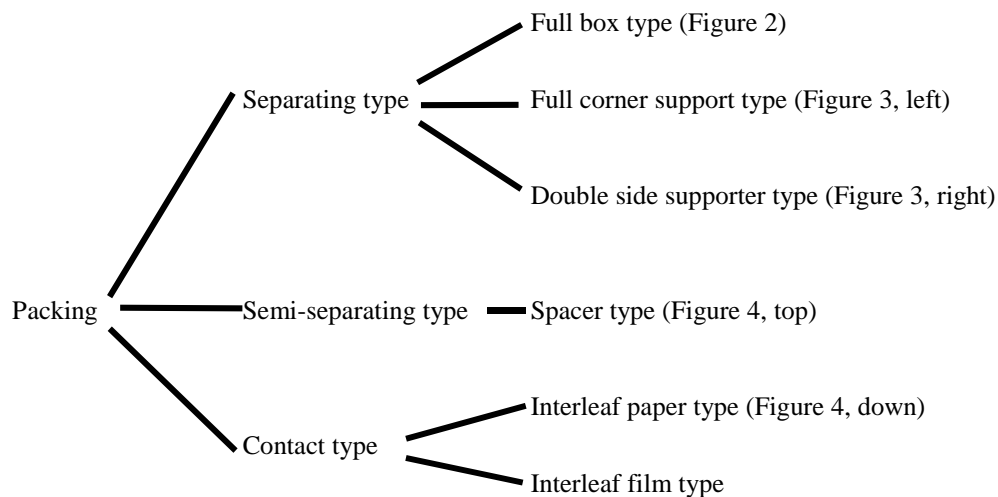 Full box type (Figure 2)
Separating type
Full corner support type (Figure 3, left)
Double side supporter type (Figure 3, right)
Packing
Semi-separating type
Spacer type (Figure 4, top)
Interleaf paper type (Figure 4, down)
Contact type
Interleaf film type